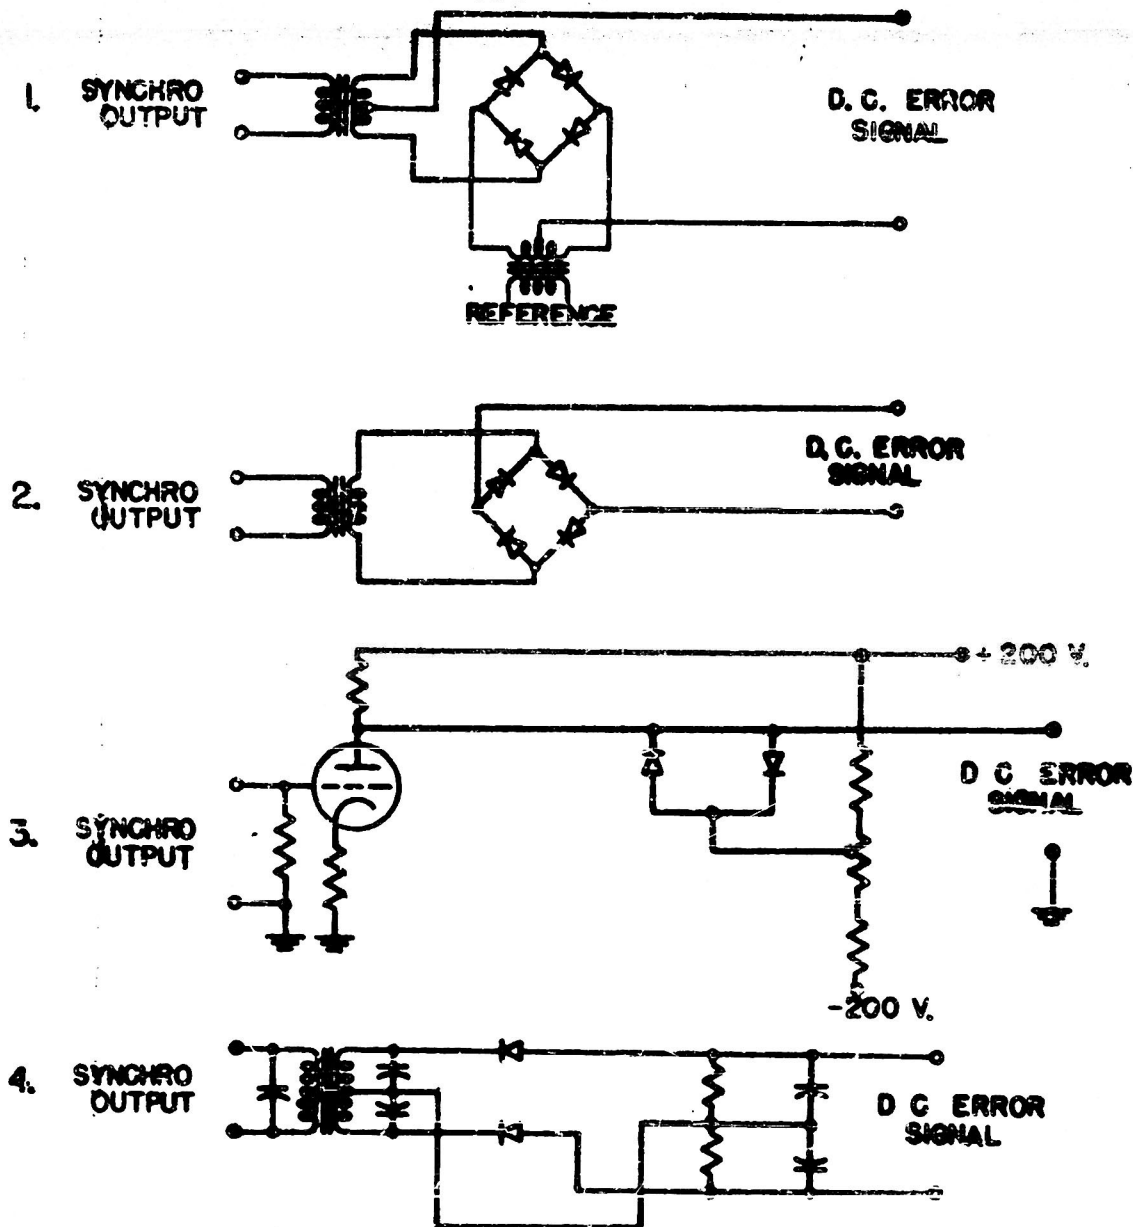 1. SYNCHRO
OUTPUT
D. C. ERROR
SIGNAL
REFERENCE
2. SYNCHRO
OUTPUT
D. C. ERROR
SIGNAL
+ 200 V.
3. SYNCHRO
OUTPUT
D C ERROR
SIGNAL
-200 V.
4. SYNCHRO
OUTPUT
D C ERROR
SIGNAL